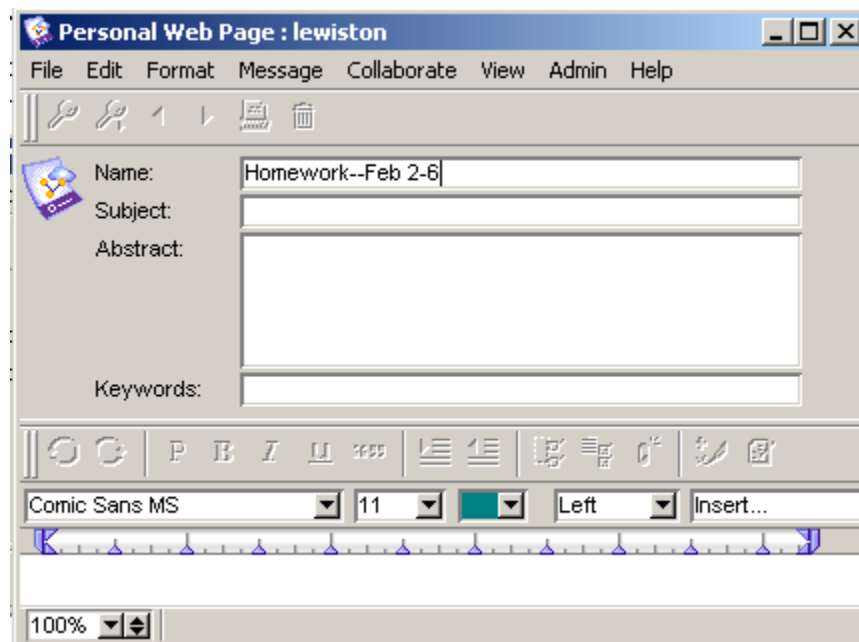 Personal Web Page : lewiston
File Edit Format Message Collaborate View Admin Help
Name: Homework--Feb 2-6
Subject:
Abstract:
Keywords:
P B I U
Comic Sans MS 11 Left Insert...
100%